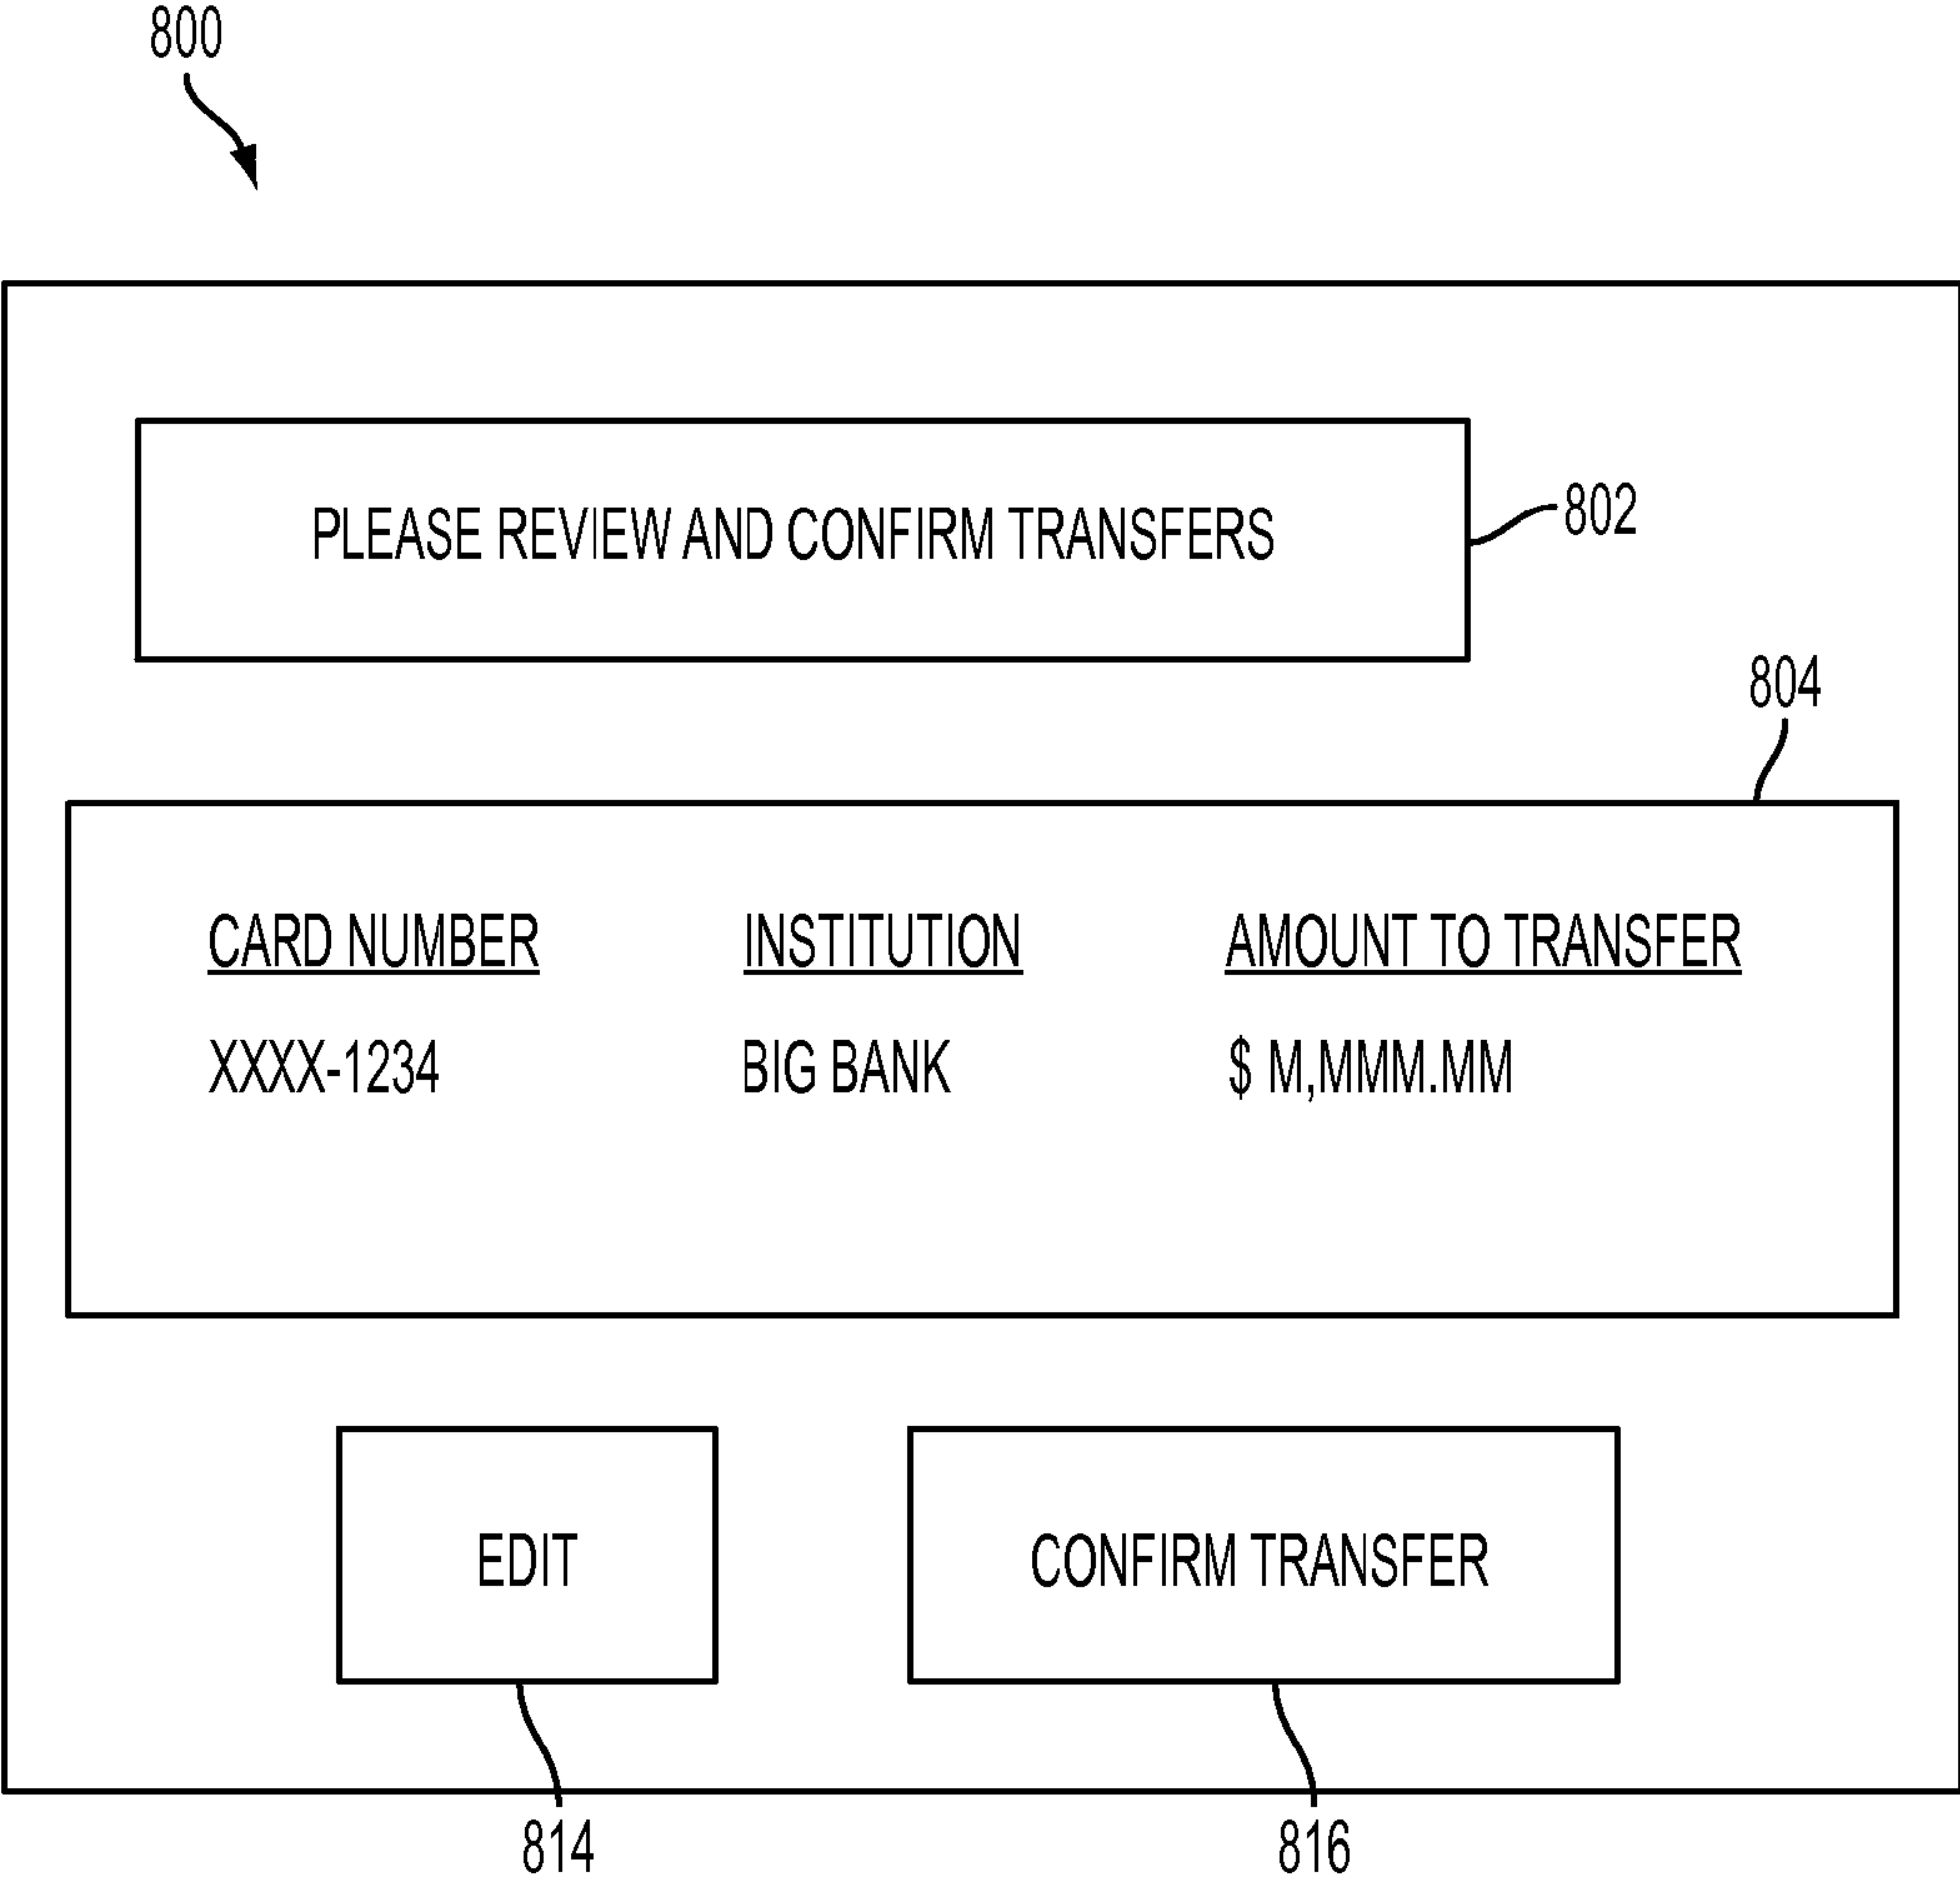 800
PLEASE REVIEW AND CONFIRM TRANSFERS
802
804
CARD NUMBER INSTITUTION AMOUNT TO TRANSFER
XXXX-1234 BIG BANK $ M,MMM.MM
EDIT CONFIRM TRANSFER
814 816